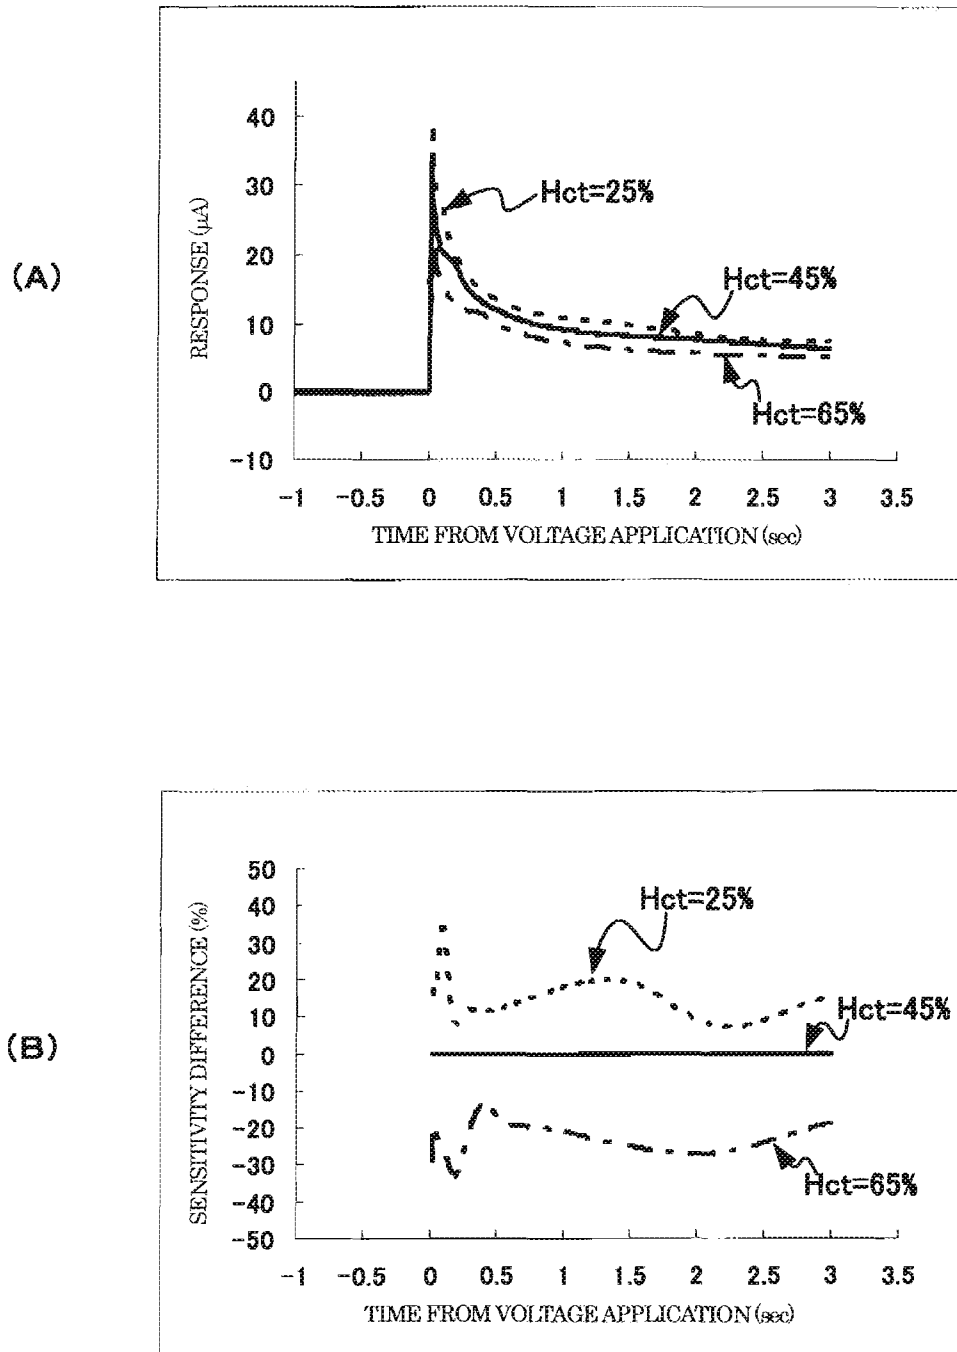 (A)
RESPONSE (μA)
40
30
20
10
0
-10
Hct=25%
Hct=45%
Hct=65%
-1 -0.5 0 0.5 1 1.5 2 2.5 3 3.5
TIME FROM VOLTAGE APPLICATION (sec)
(B)
SENSITIVITY DIFFERENCE (%)
50
40
30
20
10
0
-10
-20
-30
-40
-50
Hct=25%
Hct=45%
Hct=65%
-1 -0.5 0 0.5 1 1.5 2 2.5 3 3.5
TIME FROM VOLTAGE APPLICATION (sec)